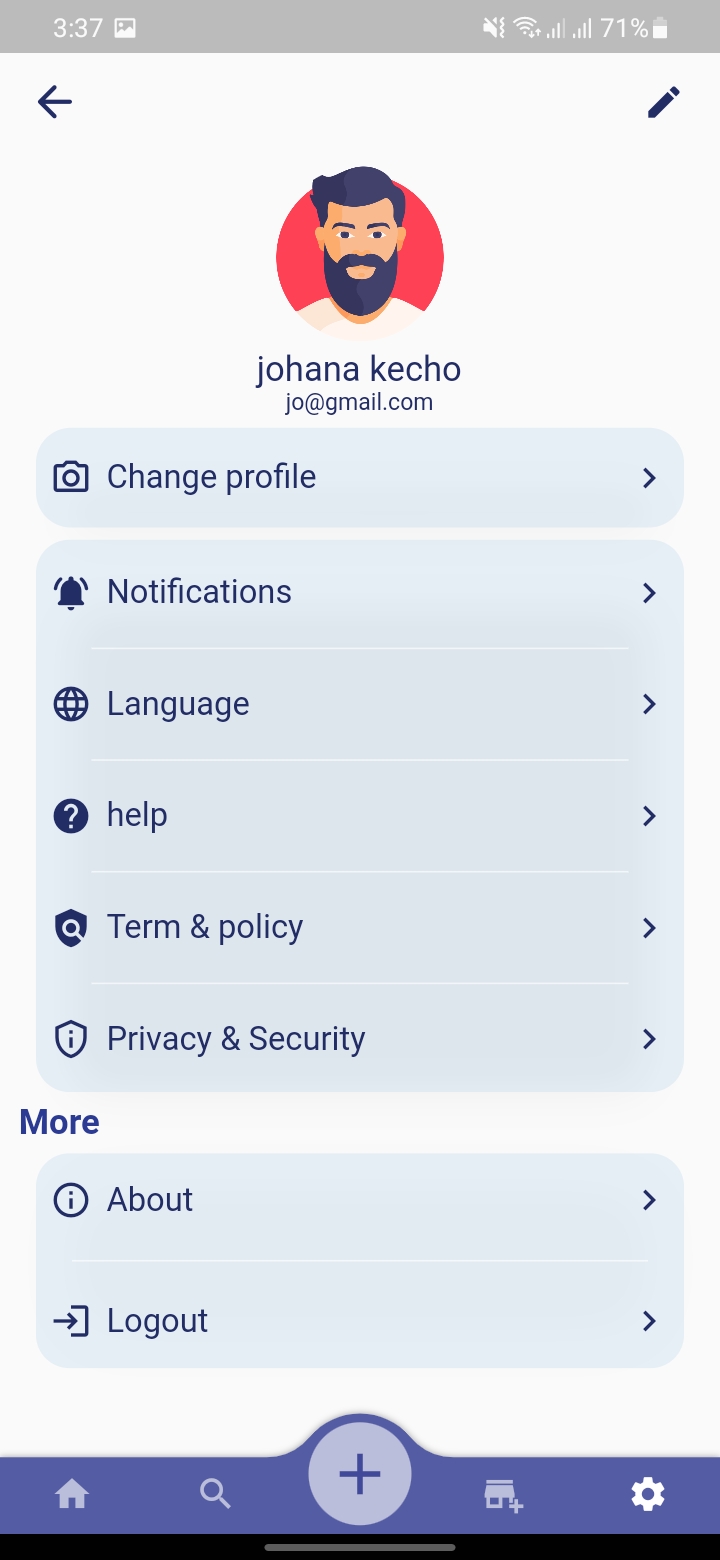 3:37 71%
johana kecho
jo@gmail.com
Change profile
Notifications
Language
help
Term & policy
Privacy & Security
More
About
Logout